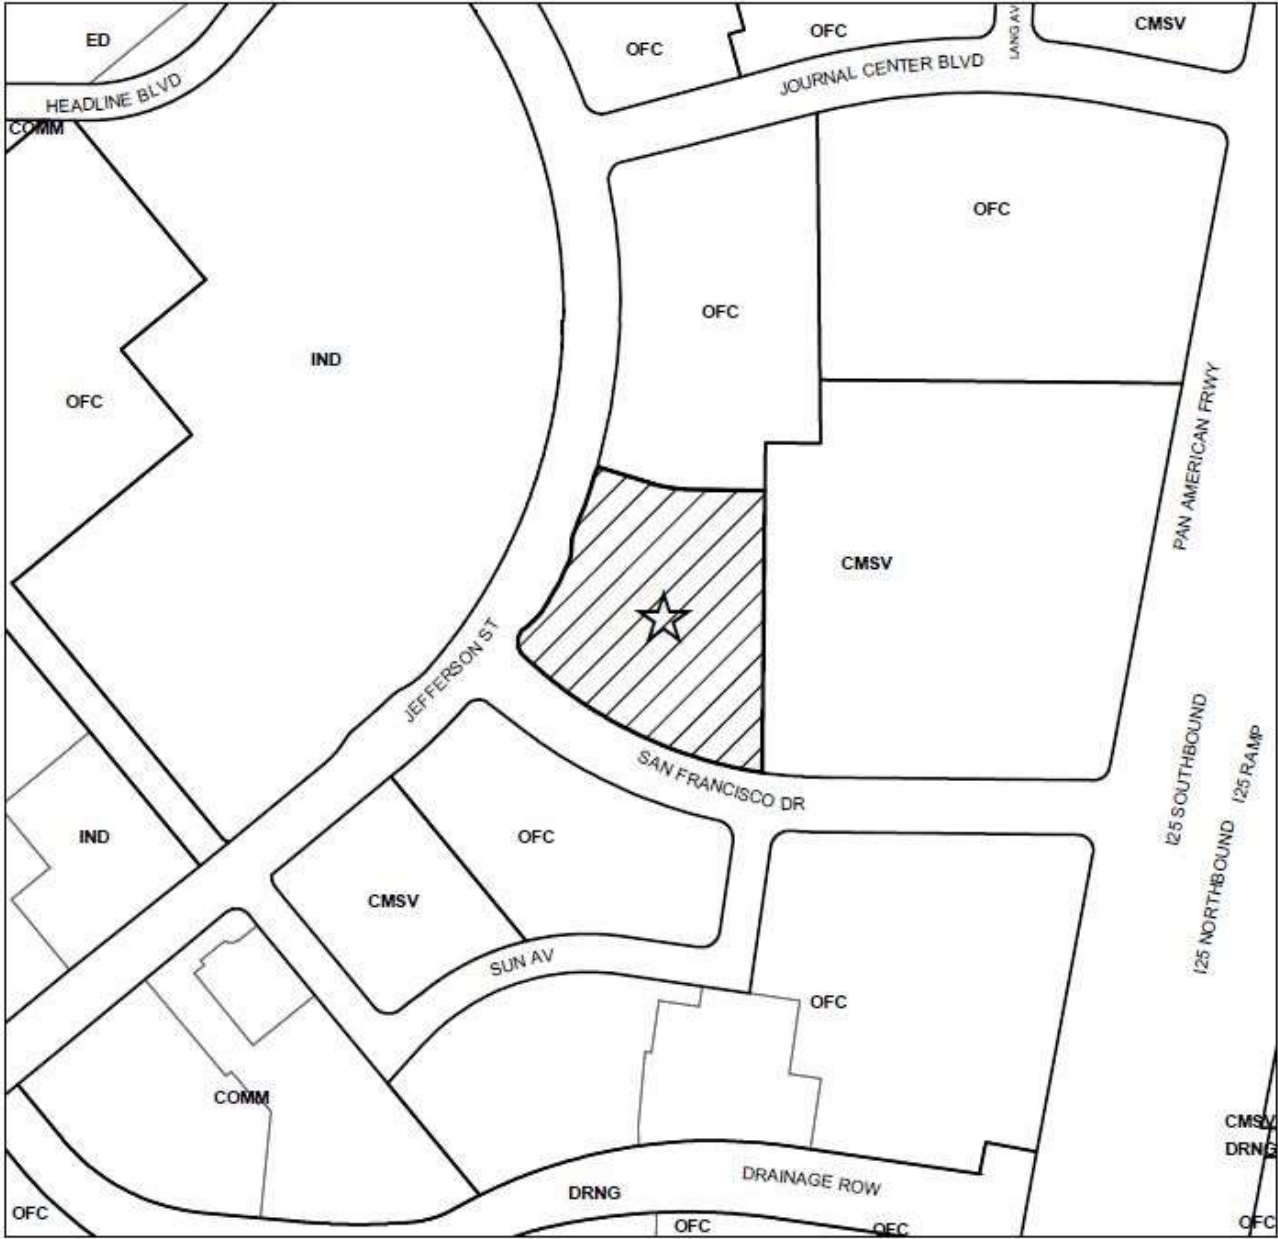 ED
OFC
OFC
LANG AV
CMSV
HEADLINE BLVD
JOURNAL CENTER BLVD
COMM
OFC
OFC
IND
OFC
PAN AMERICAN FRWY
CMSV
JEFFERSON ST
SAN FRANCISCO DR
I25 SOUTHBOUND
I25 RAMP
IND
OFC
I25 NORTHBOUND
CMSV
SUN AV
OFC
COMM
CMSV
DRNG
DRAINAGE ROW
DRNG
OFC
OFC
OFC
OFC